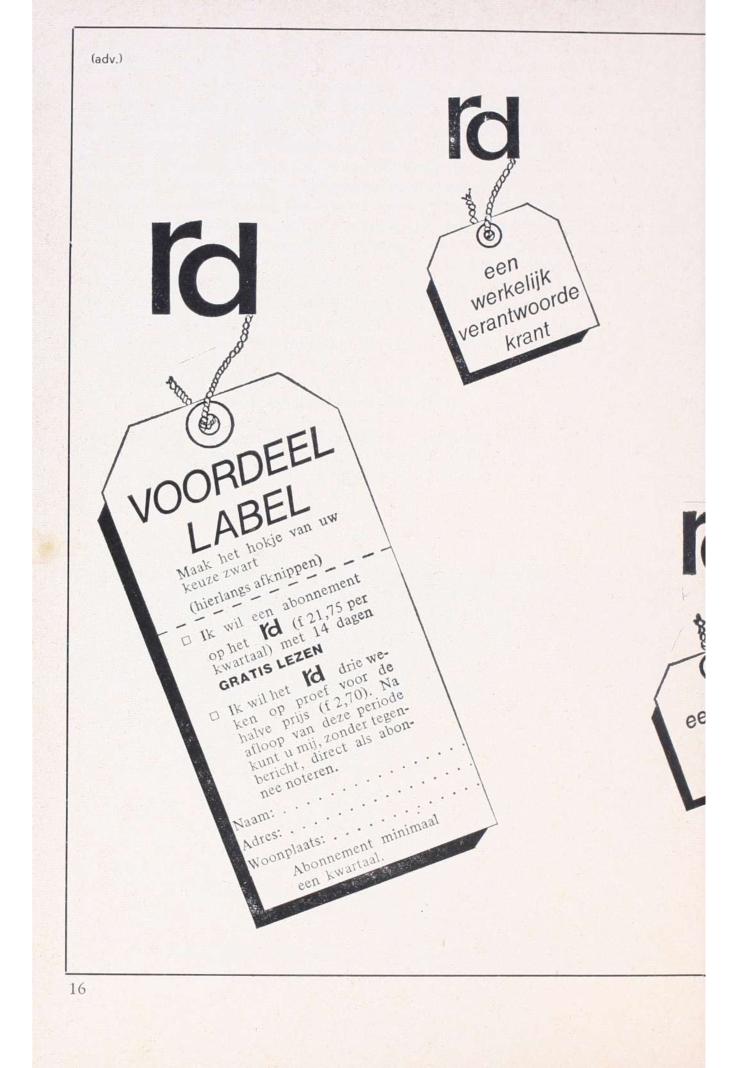 (adv.)
rd
een
werkelijk
verantwoorde
krant
rd
VOORDEEL
LABEL
Maak het hokje van uw
keuze zwart
(hierlangs afknippen)
□ Ik wil een abonnement
op het rd (f 21,75 per
kwartaal) met 14 dagen
GRATIS LEZEN
□ Ik wil het rd drie we-
ken op proef voor de
halve prijs (f 2,70). Na
afloop van deze periode
kunt u mij, zonder tegen-
bericht, direct als abon-
nee noteren.
Naam: . . . . . . . . . . . . . .
Adres: . . . . . . . . . . . . . .
Woonplaats: . . . . . . . . . . .
Abonnement minimaal
een kwartaal.
ee
16